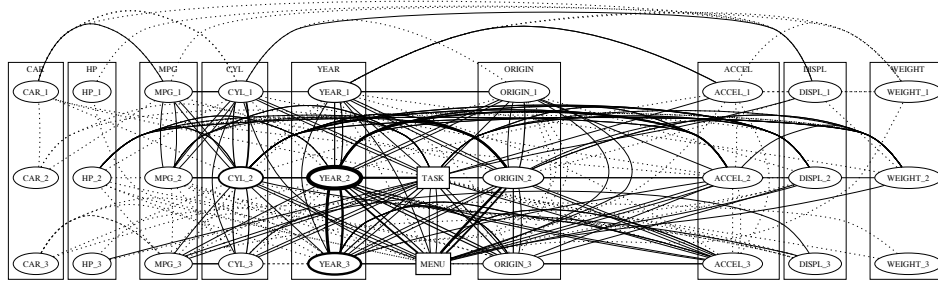 CAR HP MPG CYL YEAR ORIGIN ACCEL DISPL WEIGHT
CAR_1 HP_1 MPG_1 CYL_1 YEAR_1 ORIGIN_1 ACCEL_1 DISPL_1 WEIGHT_1
CAR_2 HP_2 MPG_2 CYL_2 YEAR_2 TASK ORIGIN_2 ACCEL_2 DISPL_2 WEIGHT_2
CAR_3 HP_3 MPG_3 CYL_3 YEAR_3 MENU ORIGIN_3 ACCEL_3 DISPL_3 WEIGHT_3